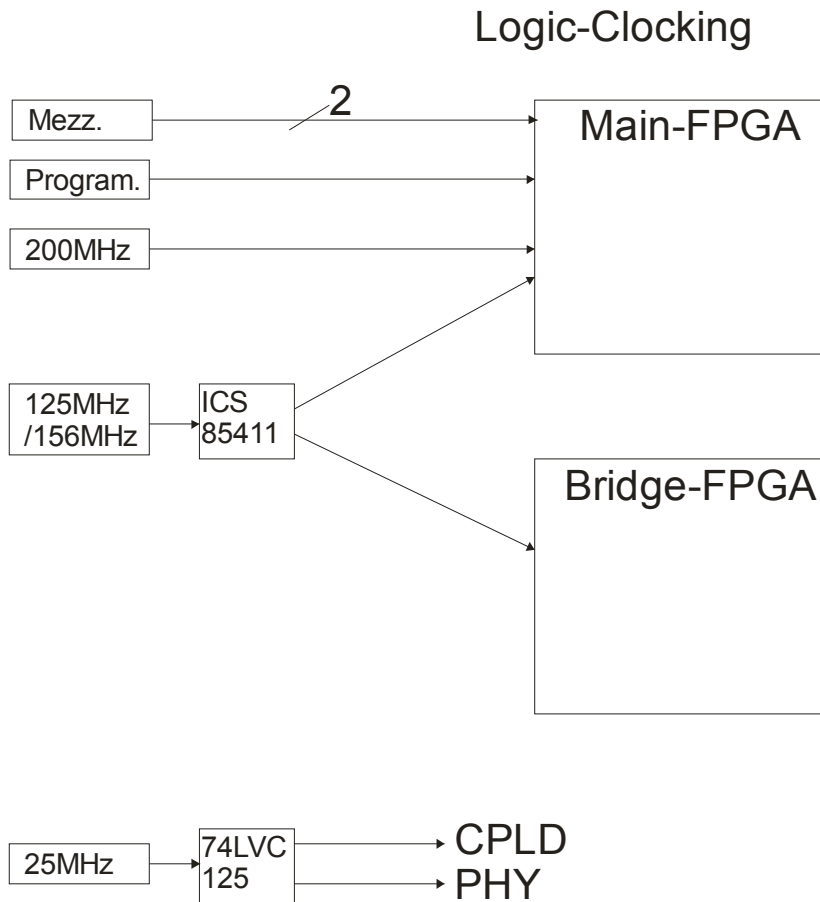 Logic-Clocking
Mezz.
2
Main-FPGA
Program.
200MHz
125MHz
/156MHz
ICS
85411
Bridge-FPGA
25MHz
74LVC
125
CPLD
PHY